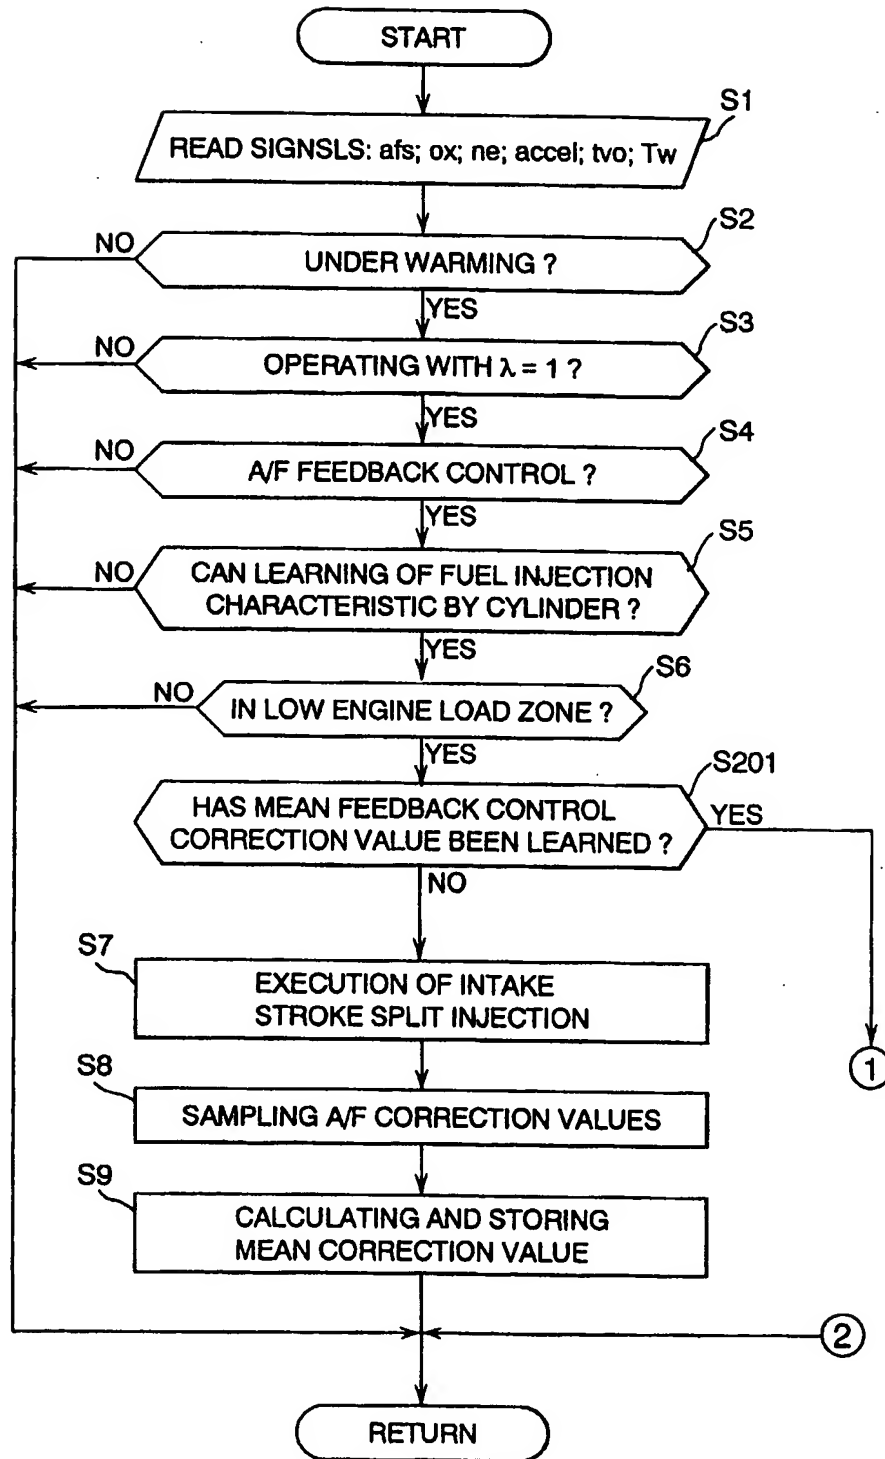 START
S1
READ SIGNSLS: afs; ox; ne; accel; tvo; Tw
S2
NO
UNDER WARMING ?
YES
S3
NO
OPERATING WITH λ = 1 ?
YES
S4
NO
A/F FEEDBACK CONTROL ?
YES
S5
NO
CAN LEARNING OF FUEL INJECTION
CHARACTERISTIC BY CYLINDER ?
YES
S6
NO
IN LOW ENGINE LOAD ZONE ?
YES
S201
HAS MEAN FEEDBACK CONTROL
CORRECTION VALUE BEEN LEARNED ?
YES
NO
S7
EXECUTION OF INTAKE
STROKE SPLIT INJECTION
1
S8
SAMPLING A/F CORRECTION VALUES
S9
CALCULATING AND STORING
MEAN CORRECTION VALUE
2
RETURN